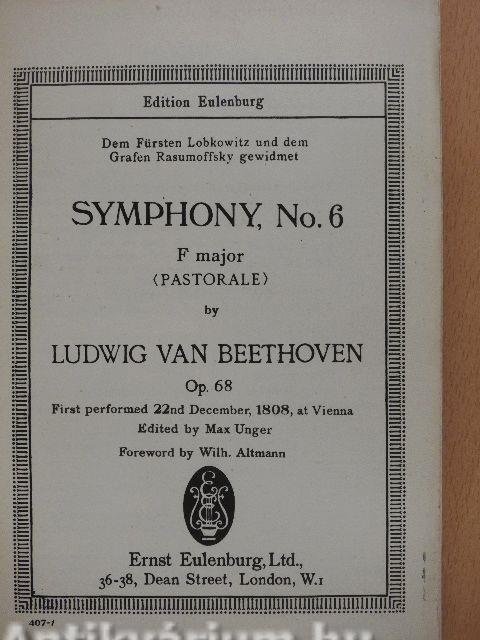 Edition Eulenburg
Dem Fürsten Lobkowitz und dem
Grafen Rasumoffsky gewidmet
SYMPHONY, No. 6
F major
(PASTORALE)
by
LUDWIG VAN BEETHOVEN
Op. 68
First performed 22nd December, 1808, at Vienna
Edited by Max Unger
Foreword by Wilh. Altmann
Ernst Eulenburg, Ltd.,
36-38, Dean Street, London, W.1
407-1
Antikvárium.hu